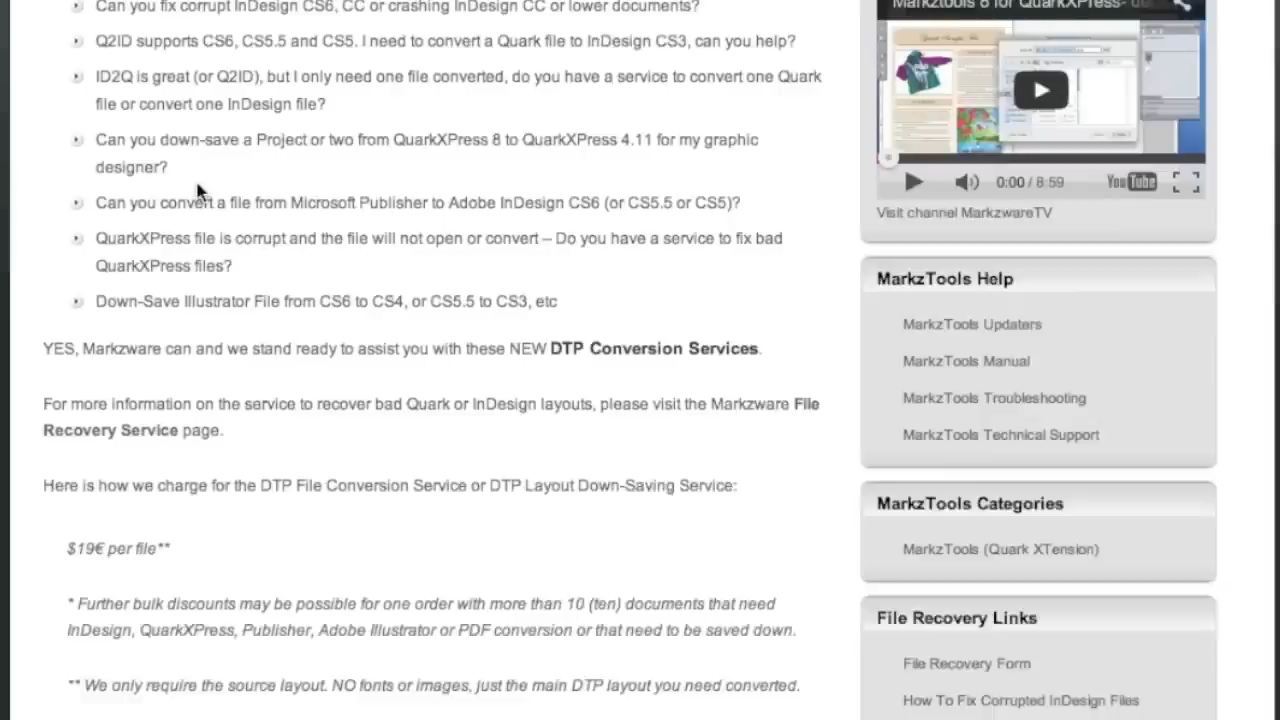 Can you fix corrupt InDesign CS6, CC or crashing InDesign CC or lower documents?
Q2ID supports CS6, CS5.5 and CS5. I need to convert a Quark file to InDesign CS3, can you help?
ID2Q is great (or Q2ID), but I only need one file converted, do you have a service to convert one Quark
file or convert one InDesign file?
Can you down-save a Project or two from QuarkXPress 8 to QuarkXPress 4.11 for my graphic
designer?
Can you convert a file from Microsoft Publisher to Adobe InDesign CS6 (or CS5.5 or CS5)?
QuarkXPress file is corrupt and the file will not open or convert – Do you have a service to fix bad
QuarkXPress files?
Down-Save Illustrator File from CS6 to CS4, or CS5.5 to CS3, etc
YES, Markzware can and we stand ready to assist you with these NEW DTP Conversion Services.
For more information on the service to recover bad Quark or InDesign layouts, please visit the Markzware File
Recovery Service page.
Here is how we charge for the DTP File Conversion Service or DTP Layout Down-Saving Service:
$19€ per file**
* Further bulk discounts may be possible for one order with more than 10 (ten) documents that need
InDesign, QuarkXPress, Publisher, Adobe Illustrator or PDF conversion or that need to be saved down.
** We only require the source layout. NO fonts or images, just the main DTP layout you need converted.
Markztools 8 for QuarkXPress-
0:00 / 8:59
YouTube
Visit channel MarkzwareTV
MarkzTools Help
MarkzTools Updaters
MarkzTools Manual
MarkzTools Troubleshooting
MarkzTools Technical Support
MarkzTools Categories
MarkzTools (Quark XTension)
File Recovery Links
File Recovery Form
How To Fix Corrupted InDesign Files